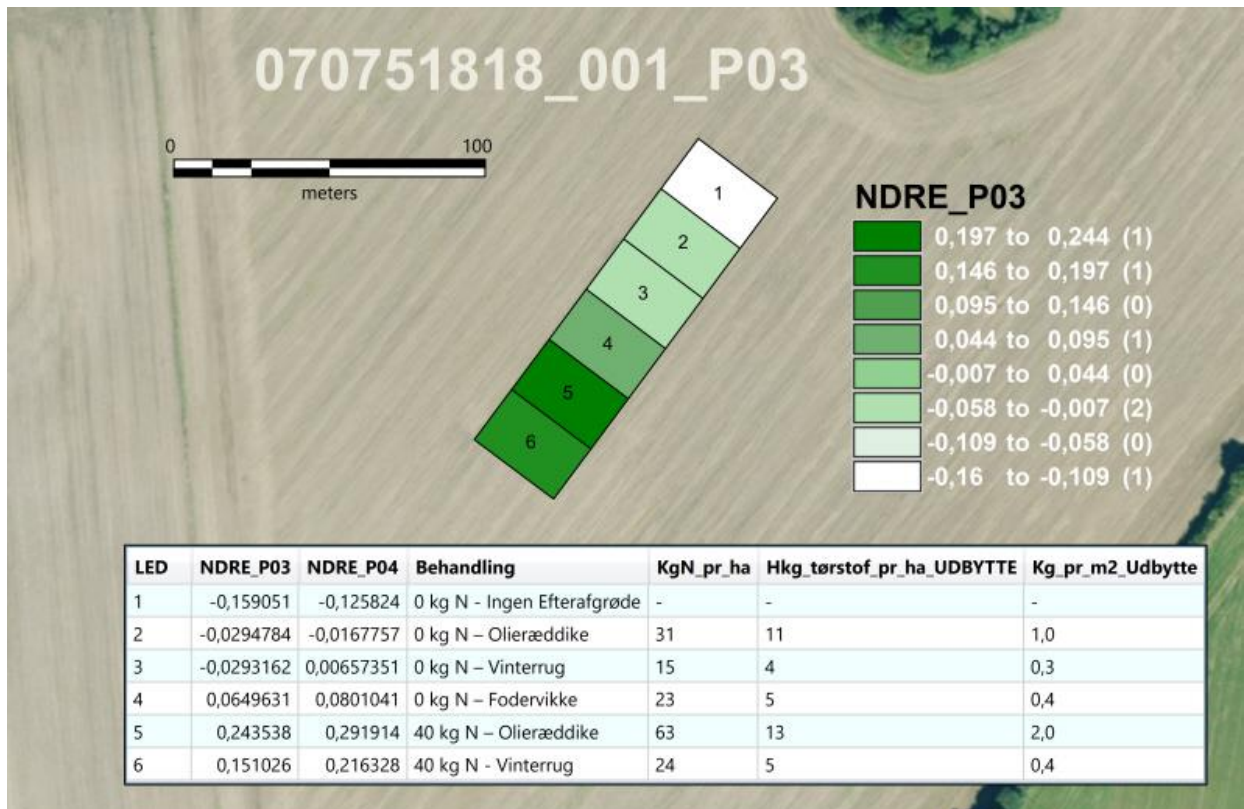 070751818_001_P03
0 100
meters
1
2
3
4
5
6
NDRE_P03
0,197 to 0,244 (1)
0,146 to 0,197 (1)
0,095 to 0,146 (0)
0,044 to 0,095 (1)
-0,007 to 0,044 (0)
-0,058 to -0,007 (2)
-0,109 to -0,058 (0)
-0,16 to -0,109 (1)
LED NDRE_P03 NDRE_P04 Behandling KgN_pr_ha Hkg_tørstof_pr_ha_UDBYTTE Kg_pr_m2_Udbytte
1 -0,159051 -0,125824 0 kg N - Ingen Efterafgrøde - - -
2 -0,0294784 -0,0167757 0 kg N – Olieræddike 31 11 1,0
3 -0,0293162 0,00657351 0 kg N – Vinterrug 15 4 0,3
4 0,0649631 0,0801041 0 kg N – Fodervikke 23 5 0,4
5 0,243538 0,291914 40 kg N – Olieræddike 63 13 2,0
6 0,151026 0,216328 40 kg N - Vinterrug 24 5 0,4